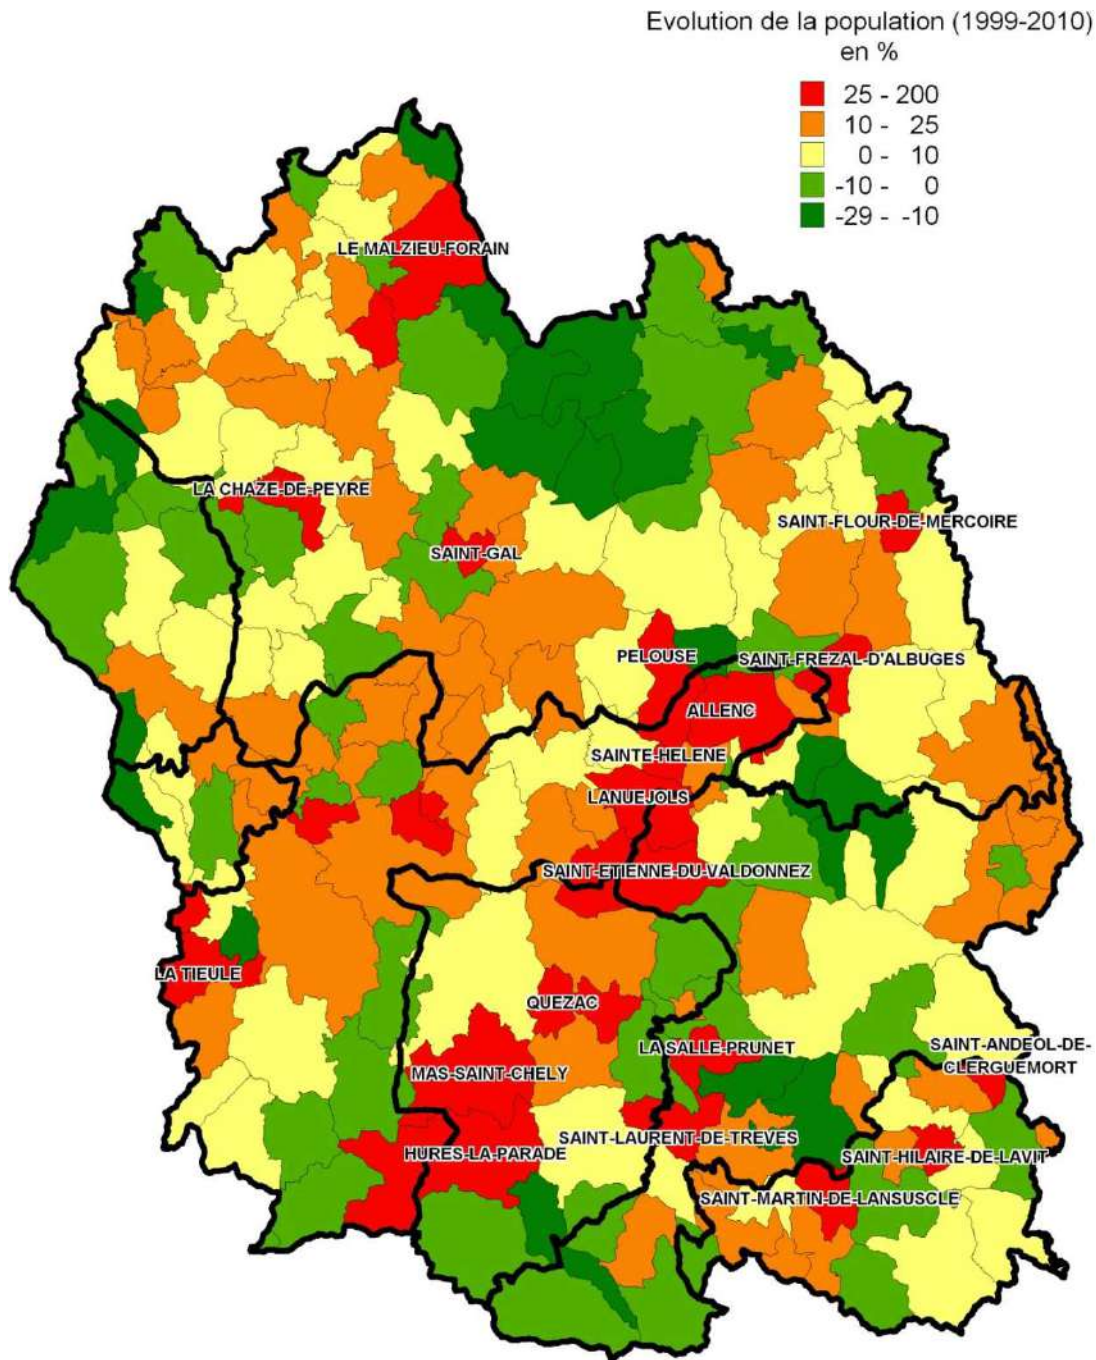 Evolution de la population (1999-2010)
en %
25 - 200
10 - 25
0 - 10
-10 - 0
-29 - -10
LE MALZIEU-FORAIN
LA CHAZE-DE-PEYRE
SAINT-FLOUR-DE-MERCOIRE
SAINT-GAL
PELOUSE
SAINT-FREZAL-D'ALBUGES
ALLENC
SAINTE-HELENE
LANUEJOLS
SAINT-ETIENNE-DU-VALDONNEZ
LA TIEULE
QUEZAC
LA SALLE-PRUNET
SAINT-ANDEOL-DE-
CLERGUEMORT
MAS-SAINT-CHELY
SAINT-LAURENT-DE-TREVES
HURES-LA-PARADE
SAINT-HILAIRE-DE-LAVIT
SAINT-MARTIN-DE-LANSUSCLE